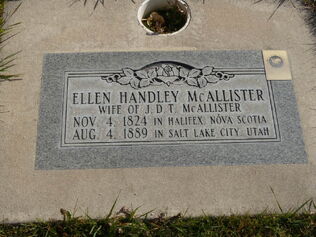 ELLEN HANDLEY McALLISTER
WIFE OF J. D. T. McALLISTER
NOV. 4, 1824 IN HALIFEX, NOVA SCOTIA
AUG. 4, 1889 IN SALT LAKE CITY, UTAH